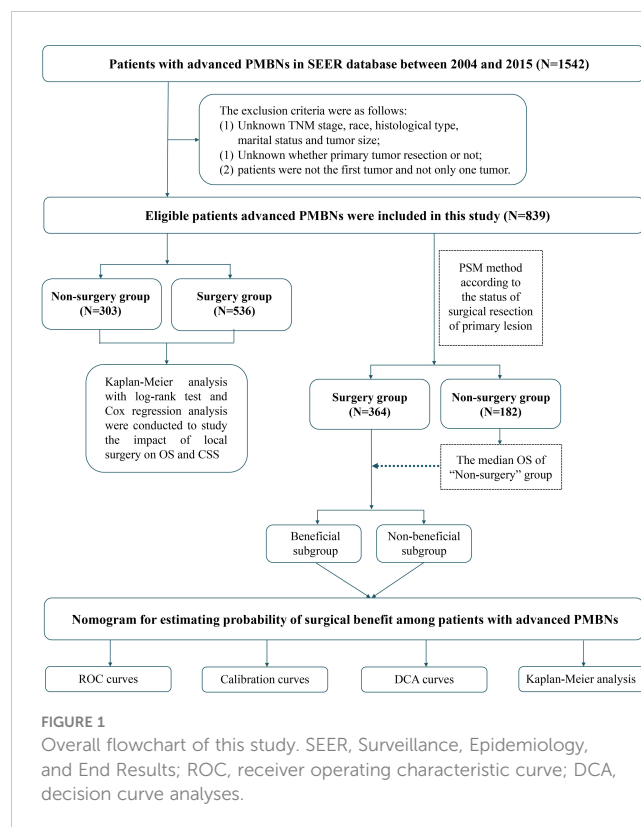 Patients with advanced PMBNs in SEER database between 2004 and 2015 (N=1542)
The exclusion criteria were as follows:
(1) Unknown TNM stage, race, histological type,
marital status and tumor size;
(1) Unknown whether primary tumor resection or not;
(2) patients were not the first tumor and not only one tumor.
Eligible patients advanced PMBNs were included in this study (N=839)
Non-surgery group
(N=303)
Surgery group
(N=536)
PSM method
according to
the status of
surgical resection
of primary lesion
Kaplan-Meier analysis
with log-rank test and
Cox regression analysis
were conducted to study
the impact of local
surgery on OS and CSS
Surgery group
(N=364)
Non-surgery group
(N=182)
The median OS of
“Non-surgery” group
Beneficial
subgroup
Non-beneficial
subgroup
Nomogram for estimating probability of surgical benefit among patients with advanced PMBNs
ROC curves
Calibration curves
DCA curves
Kaplan-Meier analysis
FIGURE 1
Overall flowchart of this study. SEER, Surveillance, Epidemiology,
and End Results; ROC, receiver operating characteristic curve; DCA,
decision curve analyses.